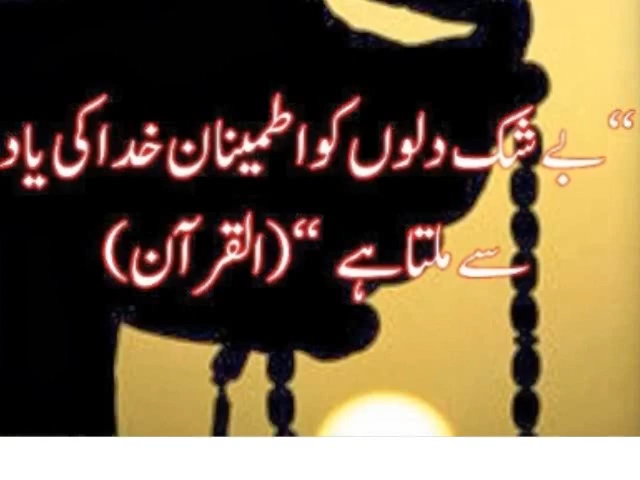 “بے شک دلوں کو اطمینان خدا کی یاد
سے ملتا ہے “ (القرآن)